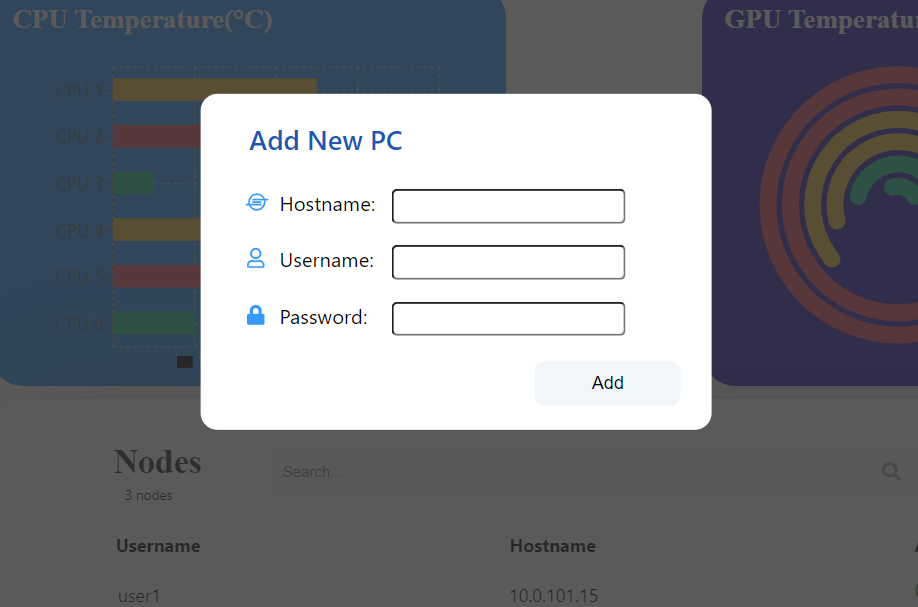 CPU Temperature(°C)
GPU Temperatu
CPU 1
CPU 2
CPU 3
CPU 4
CPU 5
CPU 6
Add New PC
Hostname:
Username:
Password:
Add
Nodes
3 nodes
Search...
Username Hostname
user1 10.0.101.15